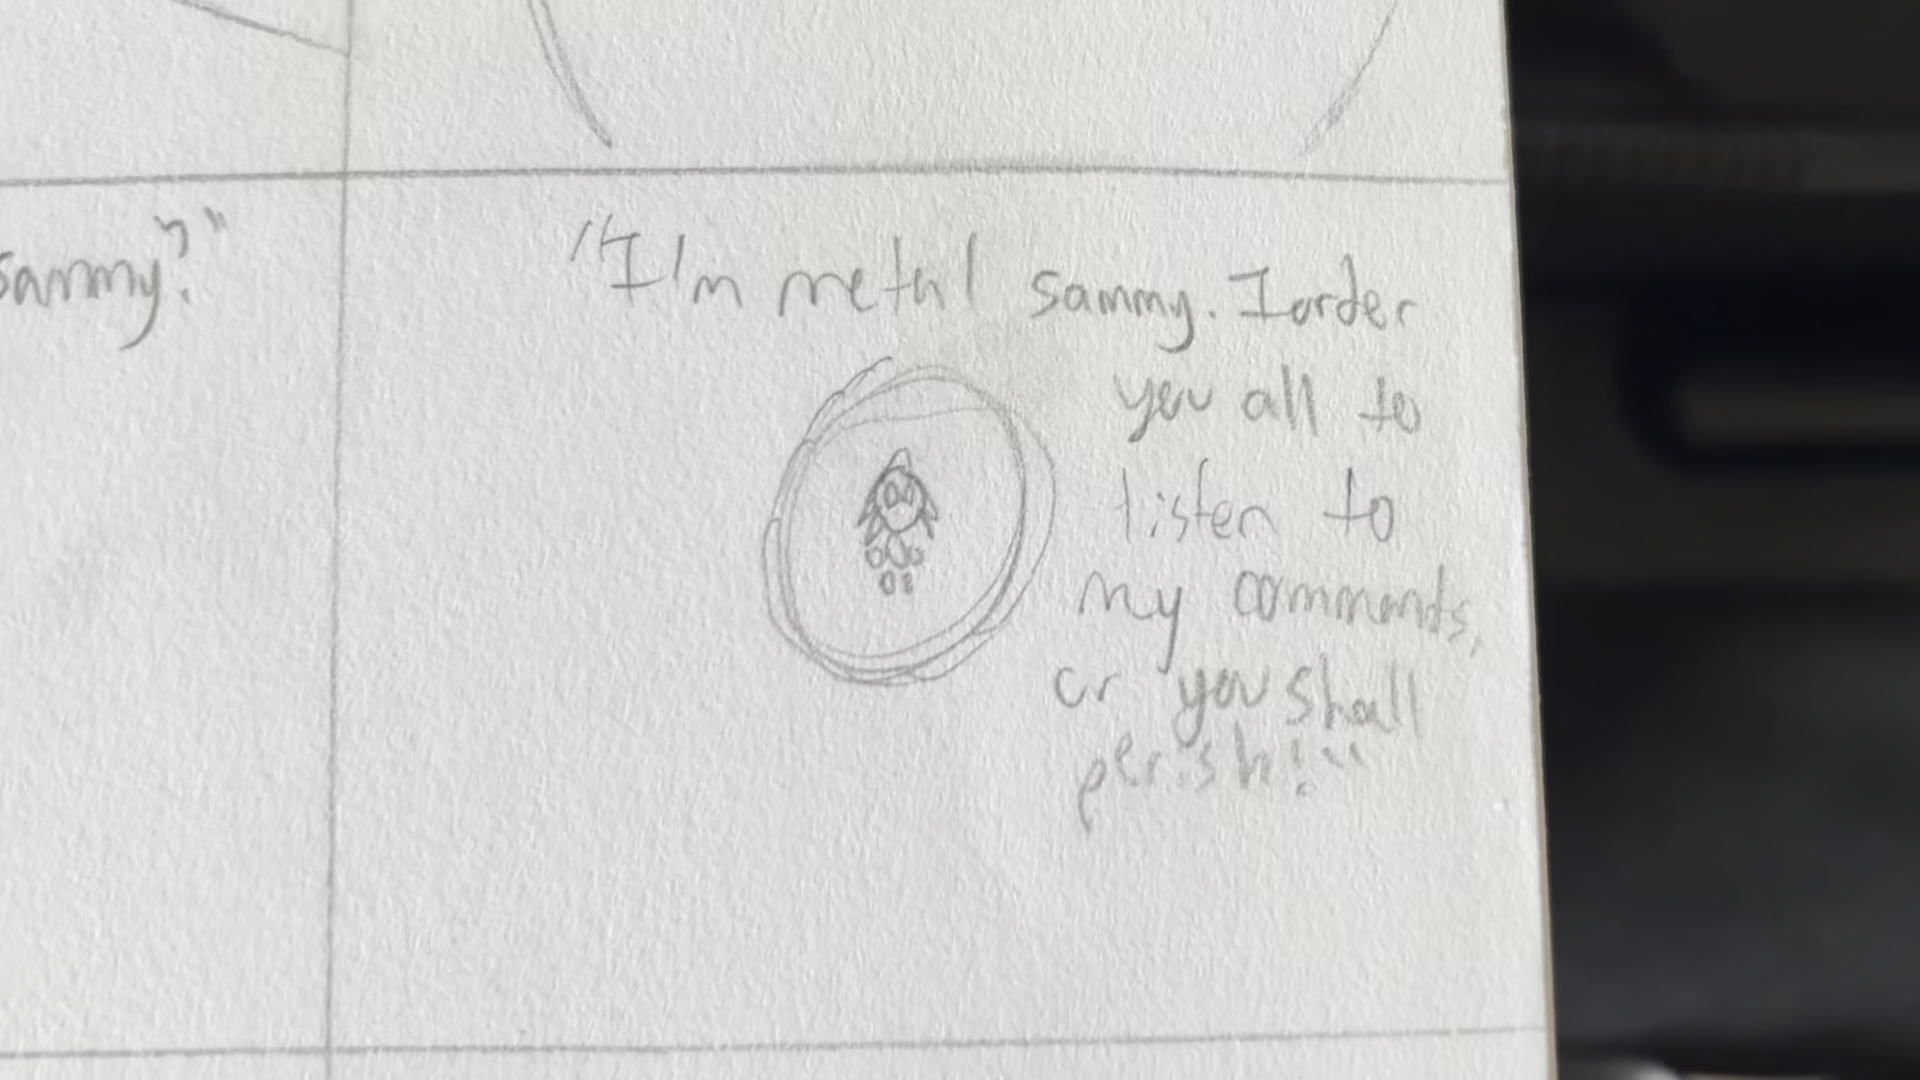 sammy?"
"I'm metal sammy. I order
you all to
listen to
my commands,
or you shall
perish!"